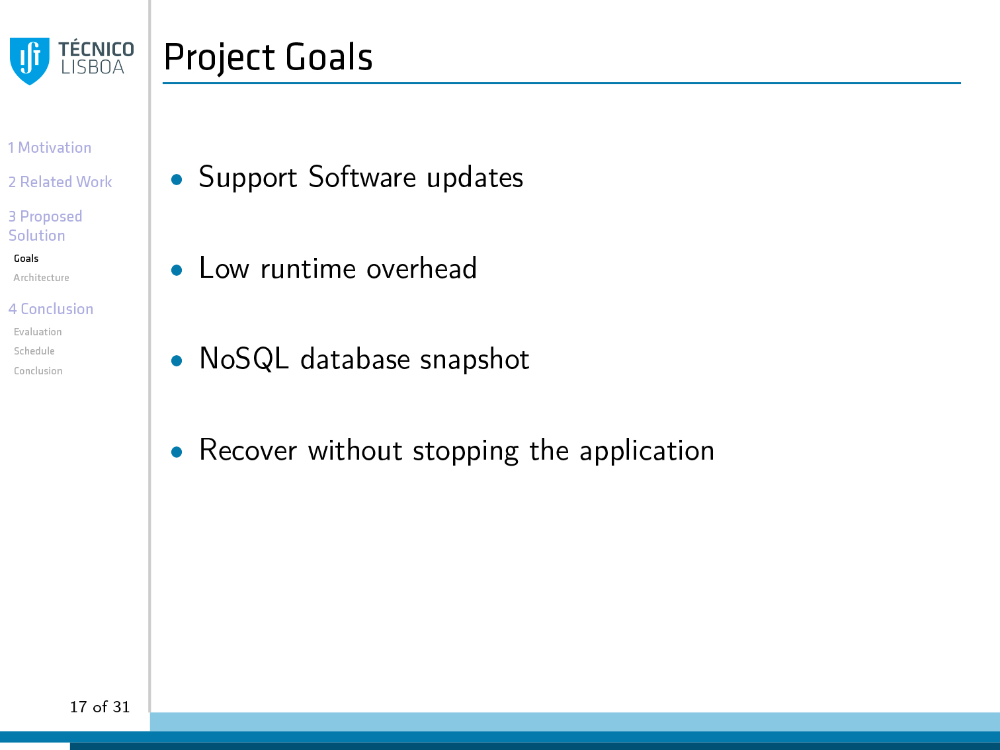 TÉCNICO
LISBOA
Project Goals
1 Motivation
2 Related Work
3 Proposed
Solution
Goals
Architecture
4 Conclusion
Evaluation
Schedule
Conclusion
• Support Software updates
• Low runtime overhead
• NoSQL database snapshot
• Recover without stopping the application
17 of 31